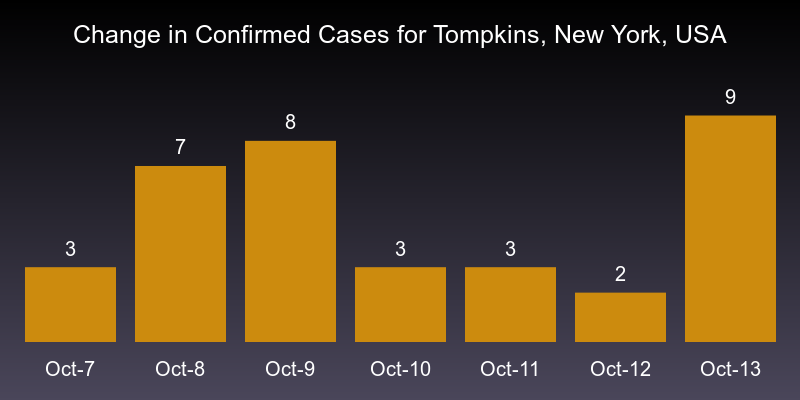 Change in Confirmed Cases for Tompkins, New York, USA
3
7
8
3
3
2
9
Oct-7
Oct-8
Oct-9
Oct-10
Oct-11
Oct-12
Oct-13